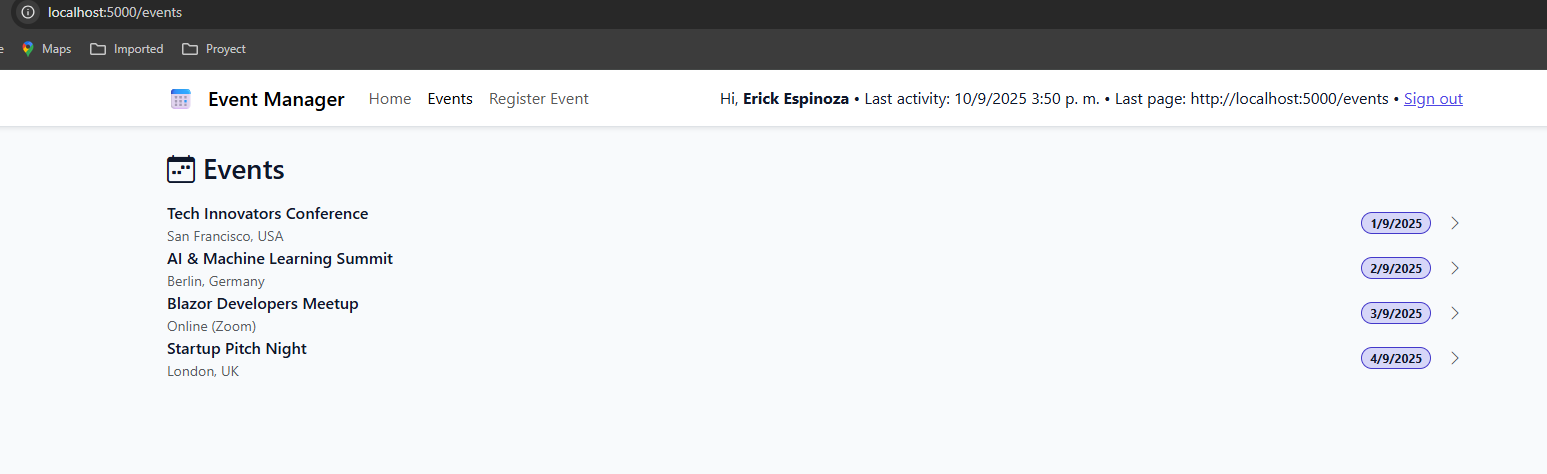 localhost:5000/events
e Maps Imported Proyect
Event Manager Home Events Register Event Hi, Erick Espinoza • Last activity: 10/9/2025 3:50 p. m. • Last page: http://localhost:5000/events • Sign out
Events
Tech Innovators Conference
San Francisco, USA
1/9/2025
AI & Machine Learning Summit
Berlin, Germany
2/9/2025
Blazor Developers Meetup
Online (Zoom)
3/9/2025
Startup Pitch Night
London, UK
4/9/2025